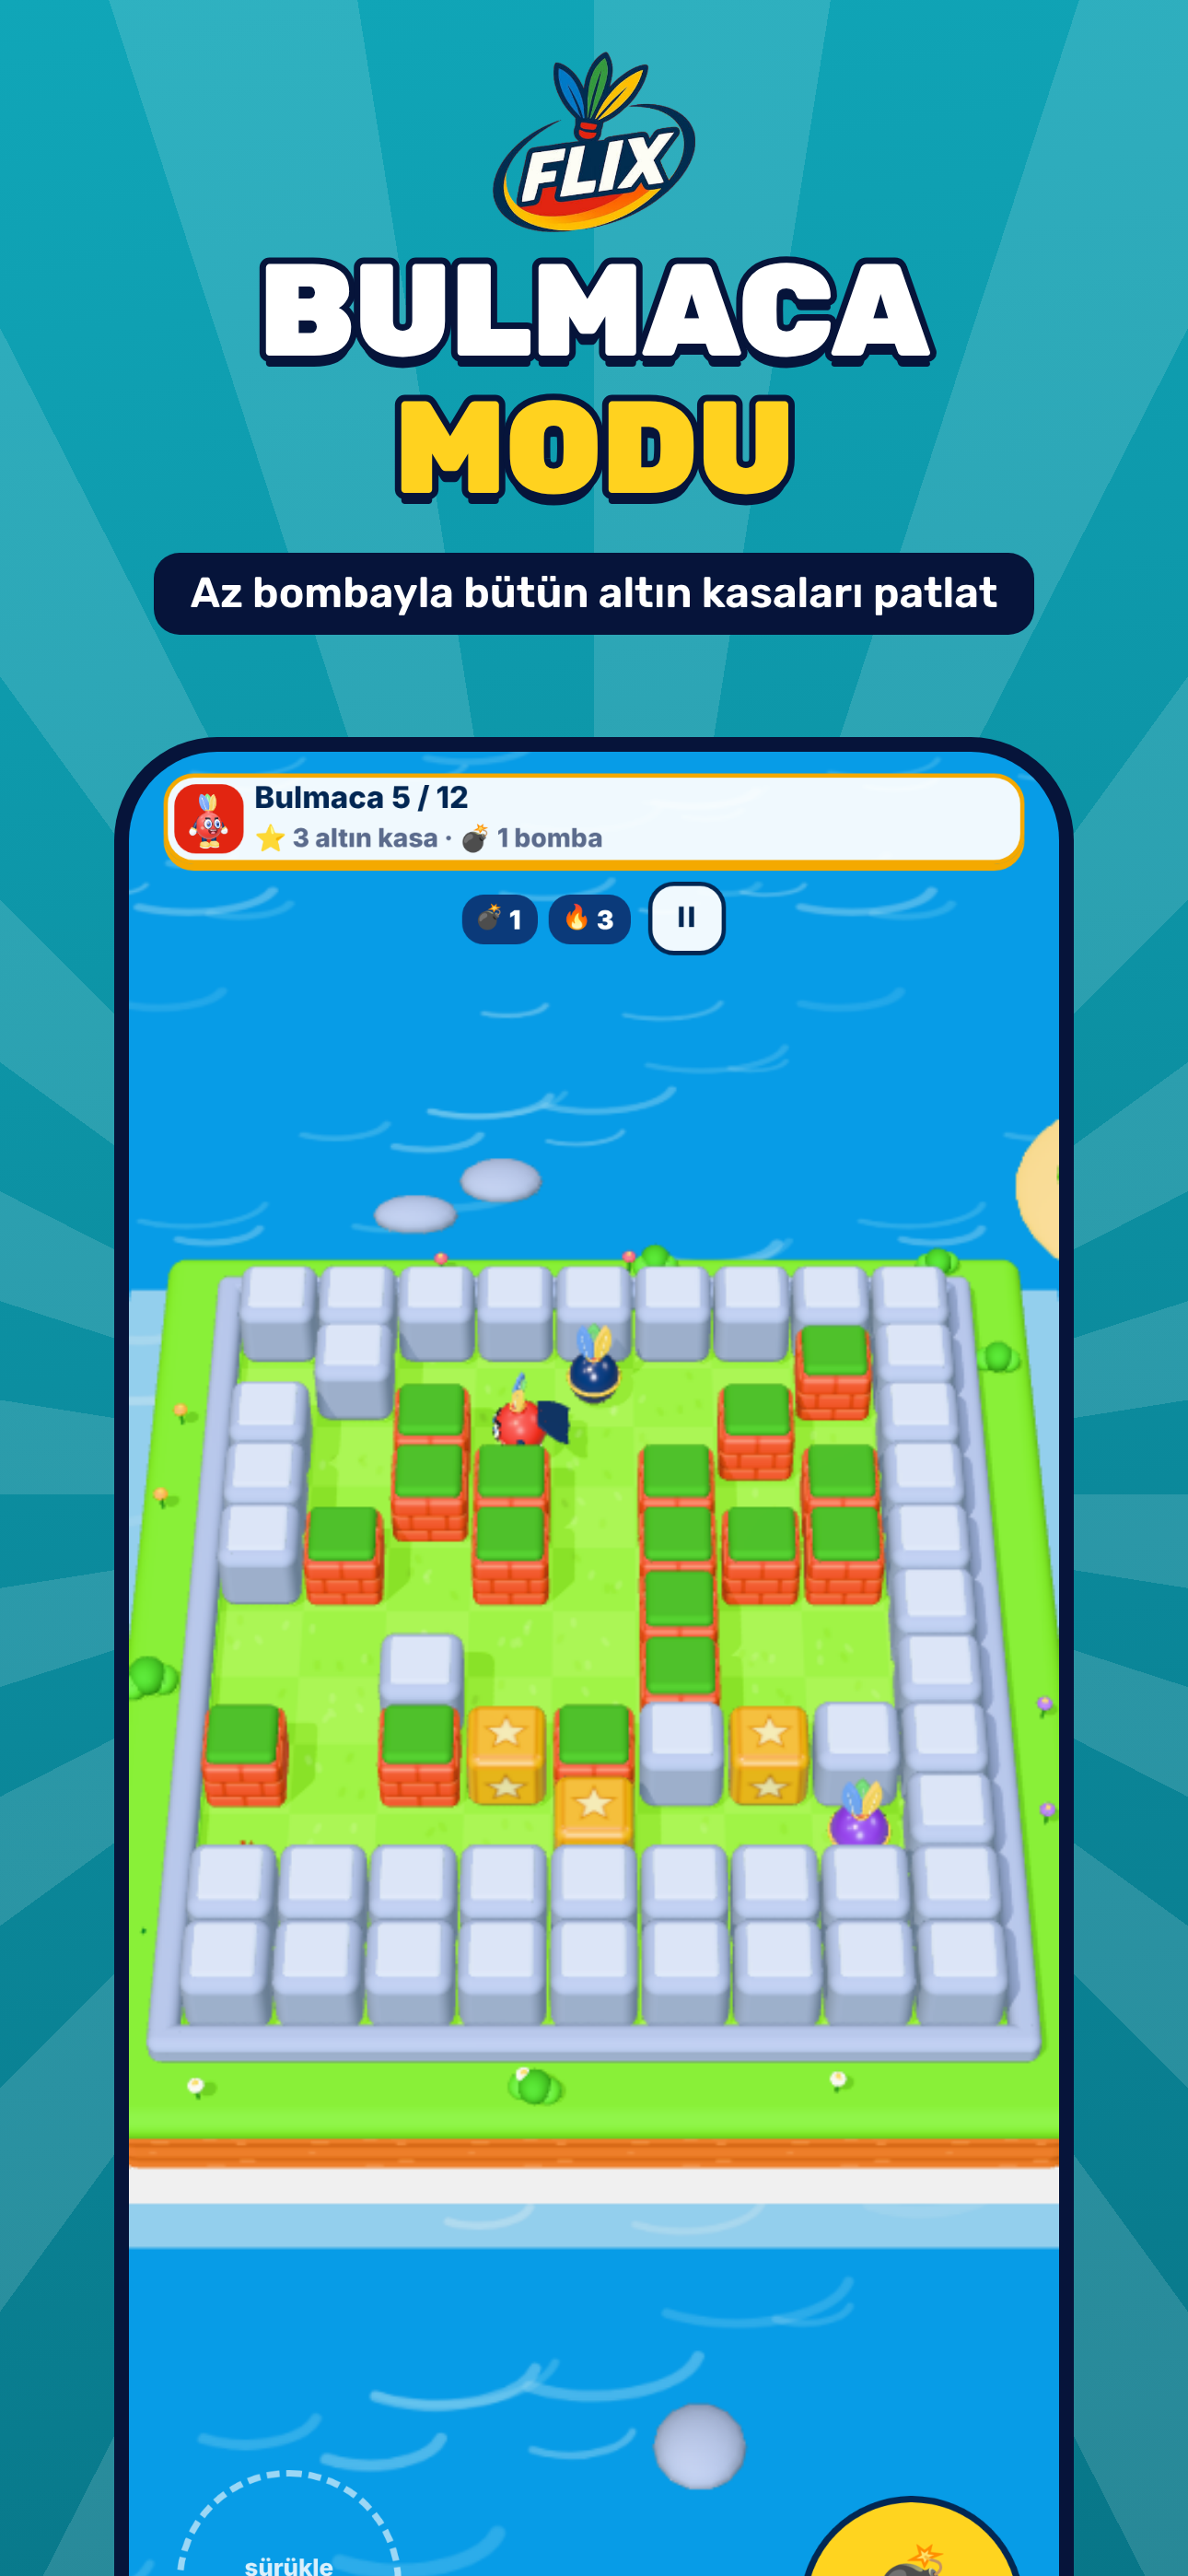 FLIX
BULMACA
MODU
Az bombayla bütün altın kasaları patlat
Bulmaca 5 / 12
3 altın kasa · 1 bomba
1 3
sürükle